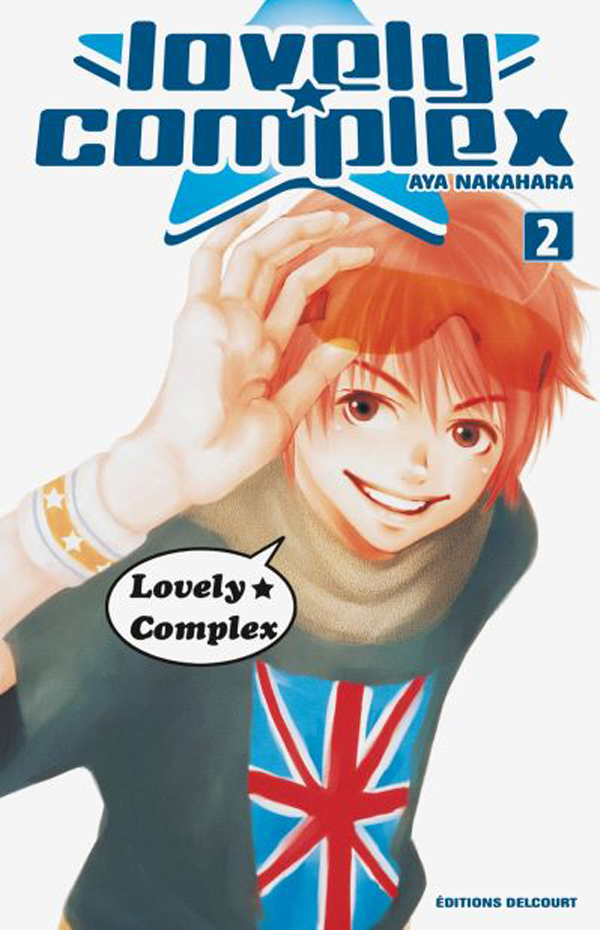 lovely
complex
AYA NAKAHARA
2
Lovely★
Complex
ÉDITIONS DELCOURT